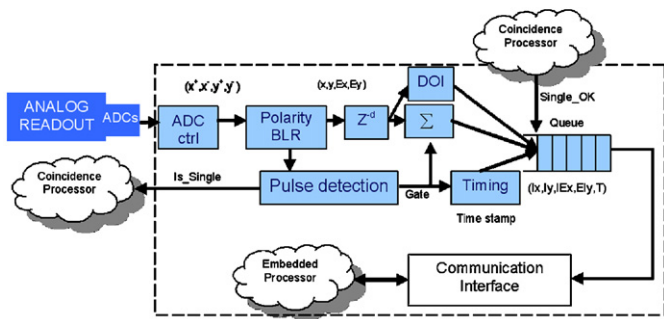 Coincidence
Processor
(x⁺,x⁻,y⁺,y⁻)
(x,y,Ex,Ey)
DOI
Single_OK
ANALOG
READOUT
ADCs
ADC
ctrl
Polarity
BLR
Z⁻ᵈ
Σ
Queue
Coincidence
Processor
Is_Single
Pulse detection
Gate
Timing
(Ix,Iy,IEx,EIy,T)
Time stamp
Embedded
Processor
Communication
Interface